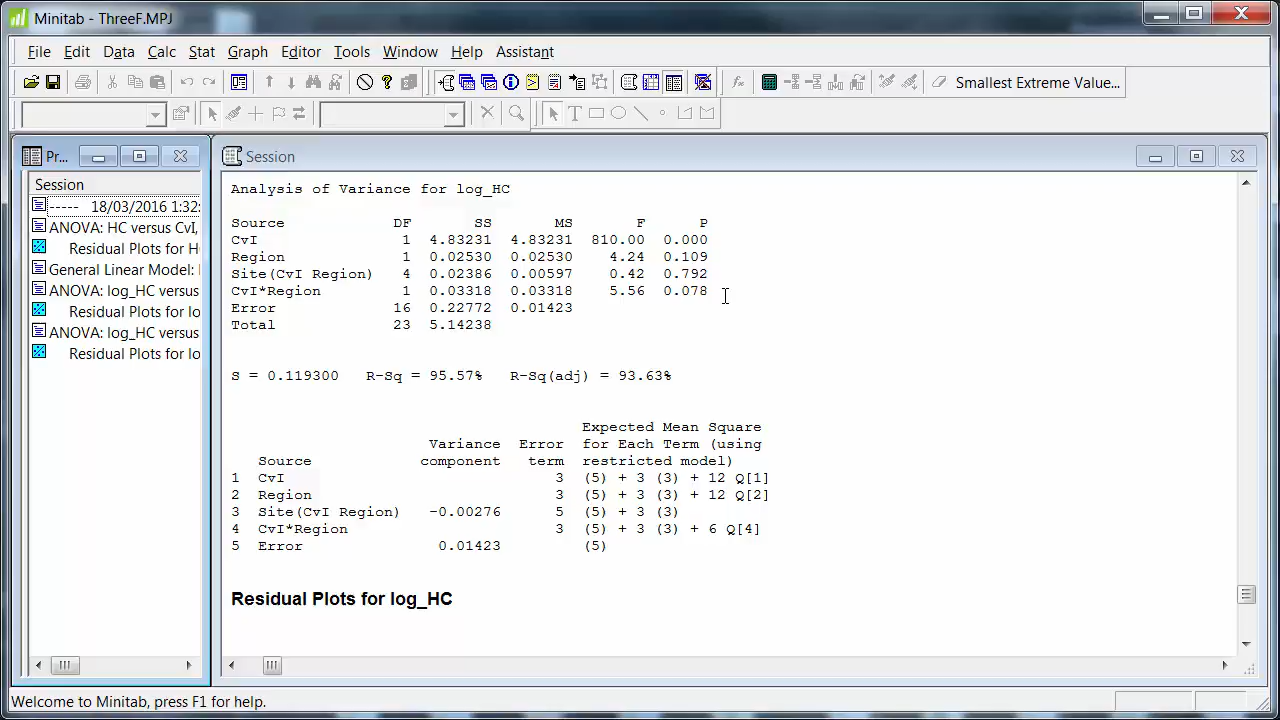 Minitab - ThreeF.MPJ
File Edit Data Calc Stat Graph Editor Tools Window Help Assistant
Smallest Extreme Value...
Pr...
Session
----- 18/03/2016 1:32:
ANOVA: HC versus CvI,
Residual Plots for H
General Linear Model:
ANOVA: log_HC versus
Residual Plots for lo
ANOVA: log_HC versus
Residual Plots for lo
Session
Analysis of Variance for log_HC
Source DF SS MS F P
CvI 1 4.83231 4.83231 810.00 0.000
Region 1 0.02530 0.02530 4.24 0.109
Site(CvI Region) 4 0.02386 0.00597 0.42 0.792
CvI*Region 1 0.03318 0.03318 5.56 0.078
Error 16 0.22772 0.01423
Total 23 5.14238
S = 0.119300 R-Sq = 95.57% R-Sq(adj) = 93.63%
Expected Mean Square
Variance Error for Each Term (using
Source component term restricted model)
1 CvI 3 (5) + 3 (3) + 12 Q[1]
2 Region 3 (5) + 3 (3) + 12 Q[2]
3 Site(CvI Region) -0.00276 5 (5) + 3 (3)
4 CvI*Region 3 (5) + 3 (3) + 6 Q[4]
5 Error 0.01423 (5)
Residual Plots for log_HC
Welcome to Minitab, press F1 for help.